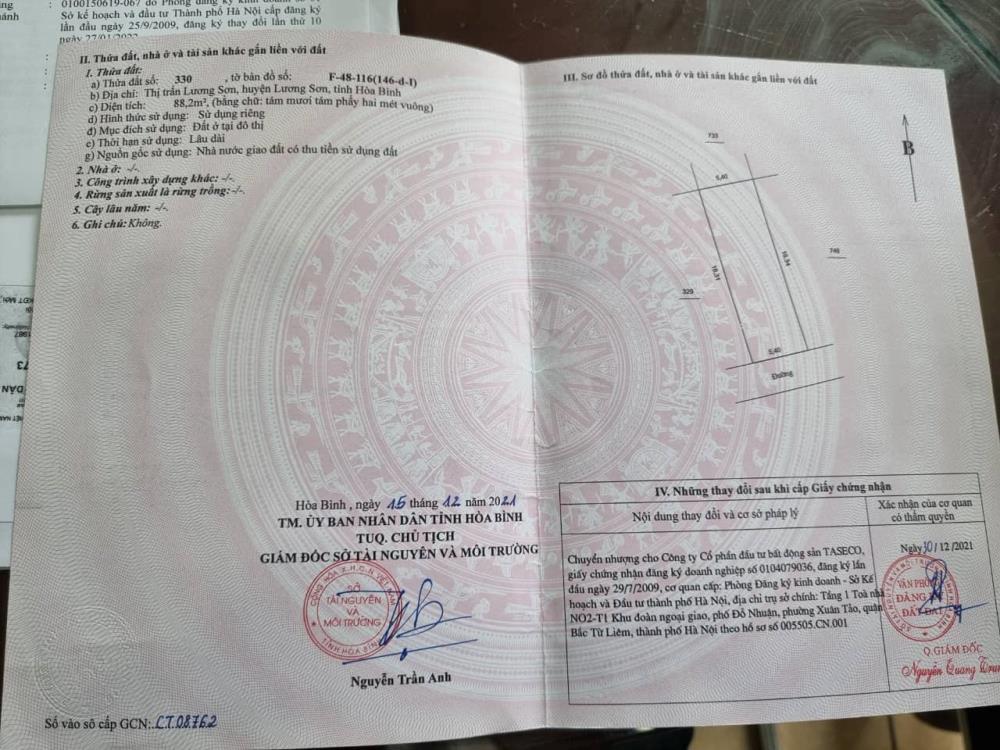 0100150619-067 do Phòng đăng ký kinh doanh số
Sở kế hoạch và đầu tư Thành phố Hà Nội cấp đăng ký
lần đầu ngày 25/9/2009, đăng ký thay đổi lần thứ 10
II. Thửa đất, nhà ở và tài sản khác gắn liền với đất
1. Thửa đất:
a) Thửa đất số: 330 , tờ bản đồ số: F-48-116(146-d-I)
b) Địa chỉ: Thị trấn Lương Sơn, huyện Lương Sơn, tỉnh Hòa Bình
c) Diện tích: 88,2m², (bằng chữ: tám mươi tám phẩy hai mét vuông)
d) Hình thức sử dụng: Sử dụng riêng
đ) Mục đích sử dụng: Đất ở tại đô thị
e) Thời hạn sử dụng: Lâu dài
g) Nguồn gốc sử dụng: Nhà nước giao đất có thu tiền sử dụng đất
2. Nhà ở: -/-.
3. Công trình xây dựng khác: -/-.
4. Rừng sản xuất là rừng trồng: -/-.
5. Cây lâu năm: -/-.
6. Ghi chú: Không.
Hòa Bình , ngày 15 tháng 12 năm 2021
TM. ỦY BAN NHÂN DÂN TỈNH HÒA BÌNH
TUQ. CHỦ TỊCH
GIÁM ĐỐC SỞ TÀI NGUYÊN VÀ MÔI TRƯỜNG
CỘNG HÒA X.H.C.N VIỆT NAM
SỞ
TÀI NGUYÊN
VÀ
MÔI TRƯỜNG
TỈNH HÒA BÌNH
Nguyễn Trần Anh
Số vào sổ cấp GCN: CT08762
III. Sơ đồ thửa đất, nhà ở và tài sản khác gắn liền với đất
B
733
5,40
748
16,34
16,31
329
5,40
Đường
IV. Những thay đổi sau khi cấp Giấy chứng nhận
Nội dung thay đổi và cơ sở pháp lý
Xác nhận của cơ quan
có thẩm quyền
Chuyển nhượng cho Công ty Cổ phần đầu tư bất động sản TASECO,
giấy chứng nhận đăng ký doanh nghiệp số 0104079036, đăng ký lần
đầu ngày 29/7/2009, cơ quan cấp: Phòng Đăng ký kinh doanh - Sở Kế
hoạch và Đầu tư thành phố Hà Nội, địa chỉ trụ sở chính: Tầng 1 Toà nhà
NO2-T1 Khu đoàn ngoại giao, phố Đỗ Nhuận, phường Xuân Tảo, quận
Bắc Từ Liêm, thành phố Hà Nội theo hồ sơ số 005505.CN.001
Ngày 30/12/2021
VĂN PHÒNG
ĐĂNG KÝ
ĐẤT ĐAI
Q.GIÁM ĐỐC
Nguyễn Quang